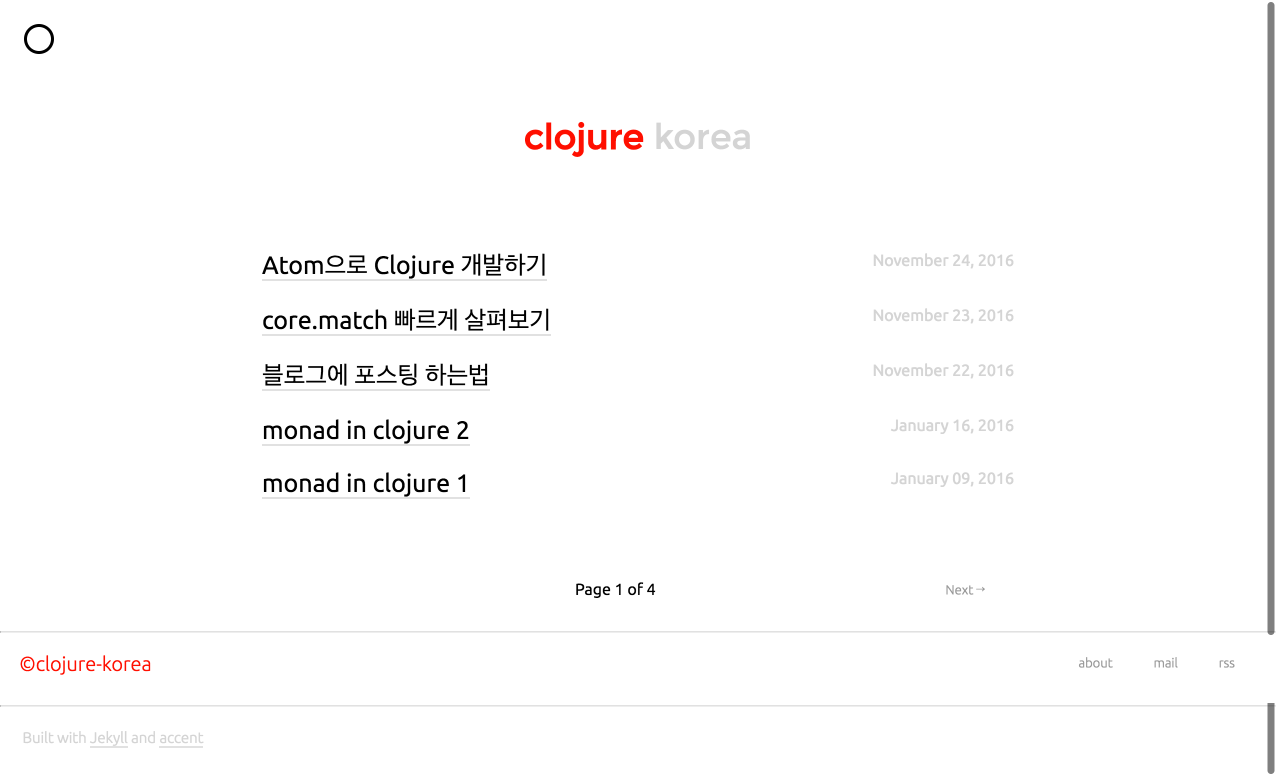 clojure korea
Atom으로 Clojure 개발하기 November 24, 2016
core.match 빠르게 살펴보기 November 23, 2016
블로그에 포스팅 하는법 November 22, 2016
monad in clojure 2 January 16, 2016
monad in clojure 1 January 09, 2016
Page 1 of 4 Next→
©clojure-korea about mail rss
Built with Jekyll and accent